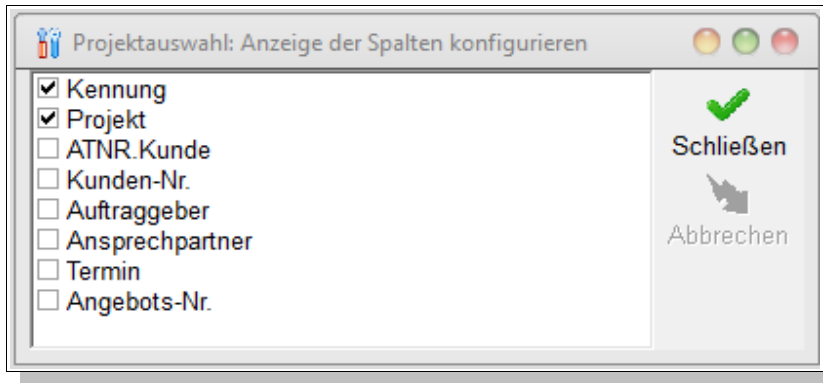 Projektauswahl: Anzeige der Spalten konfigurieren
Kennung
Projekt
ATNR.Kunde
Kunden-Nr.
Auftraggeber
Ansprechpartner
Termin
Angebots-Nr.
Schließen
Abbrechen